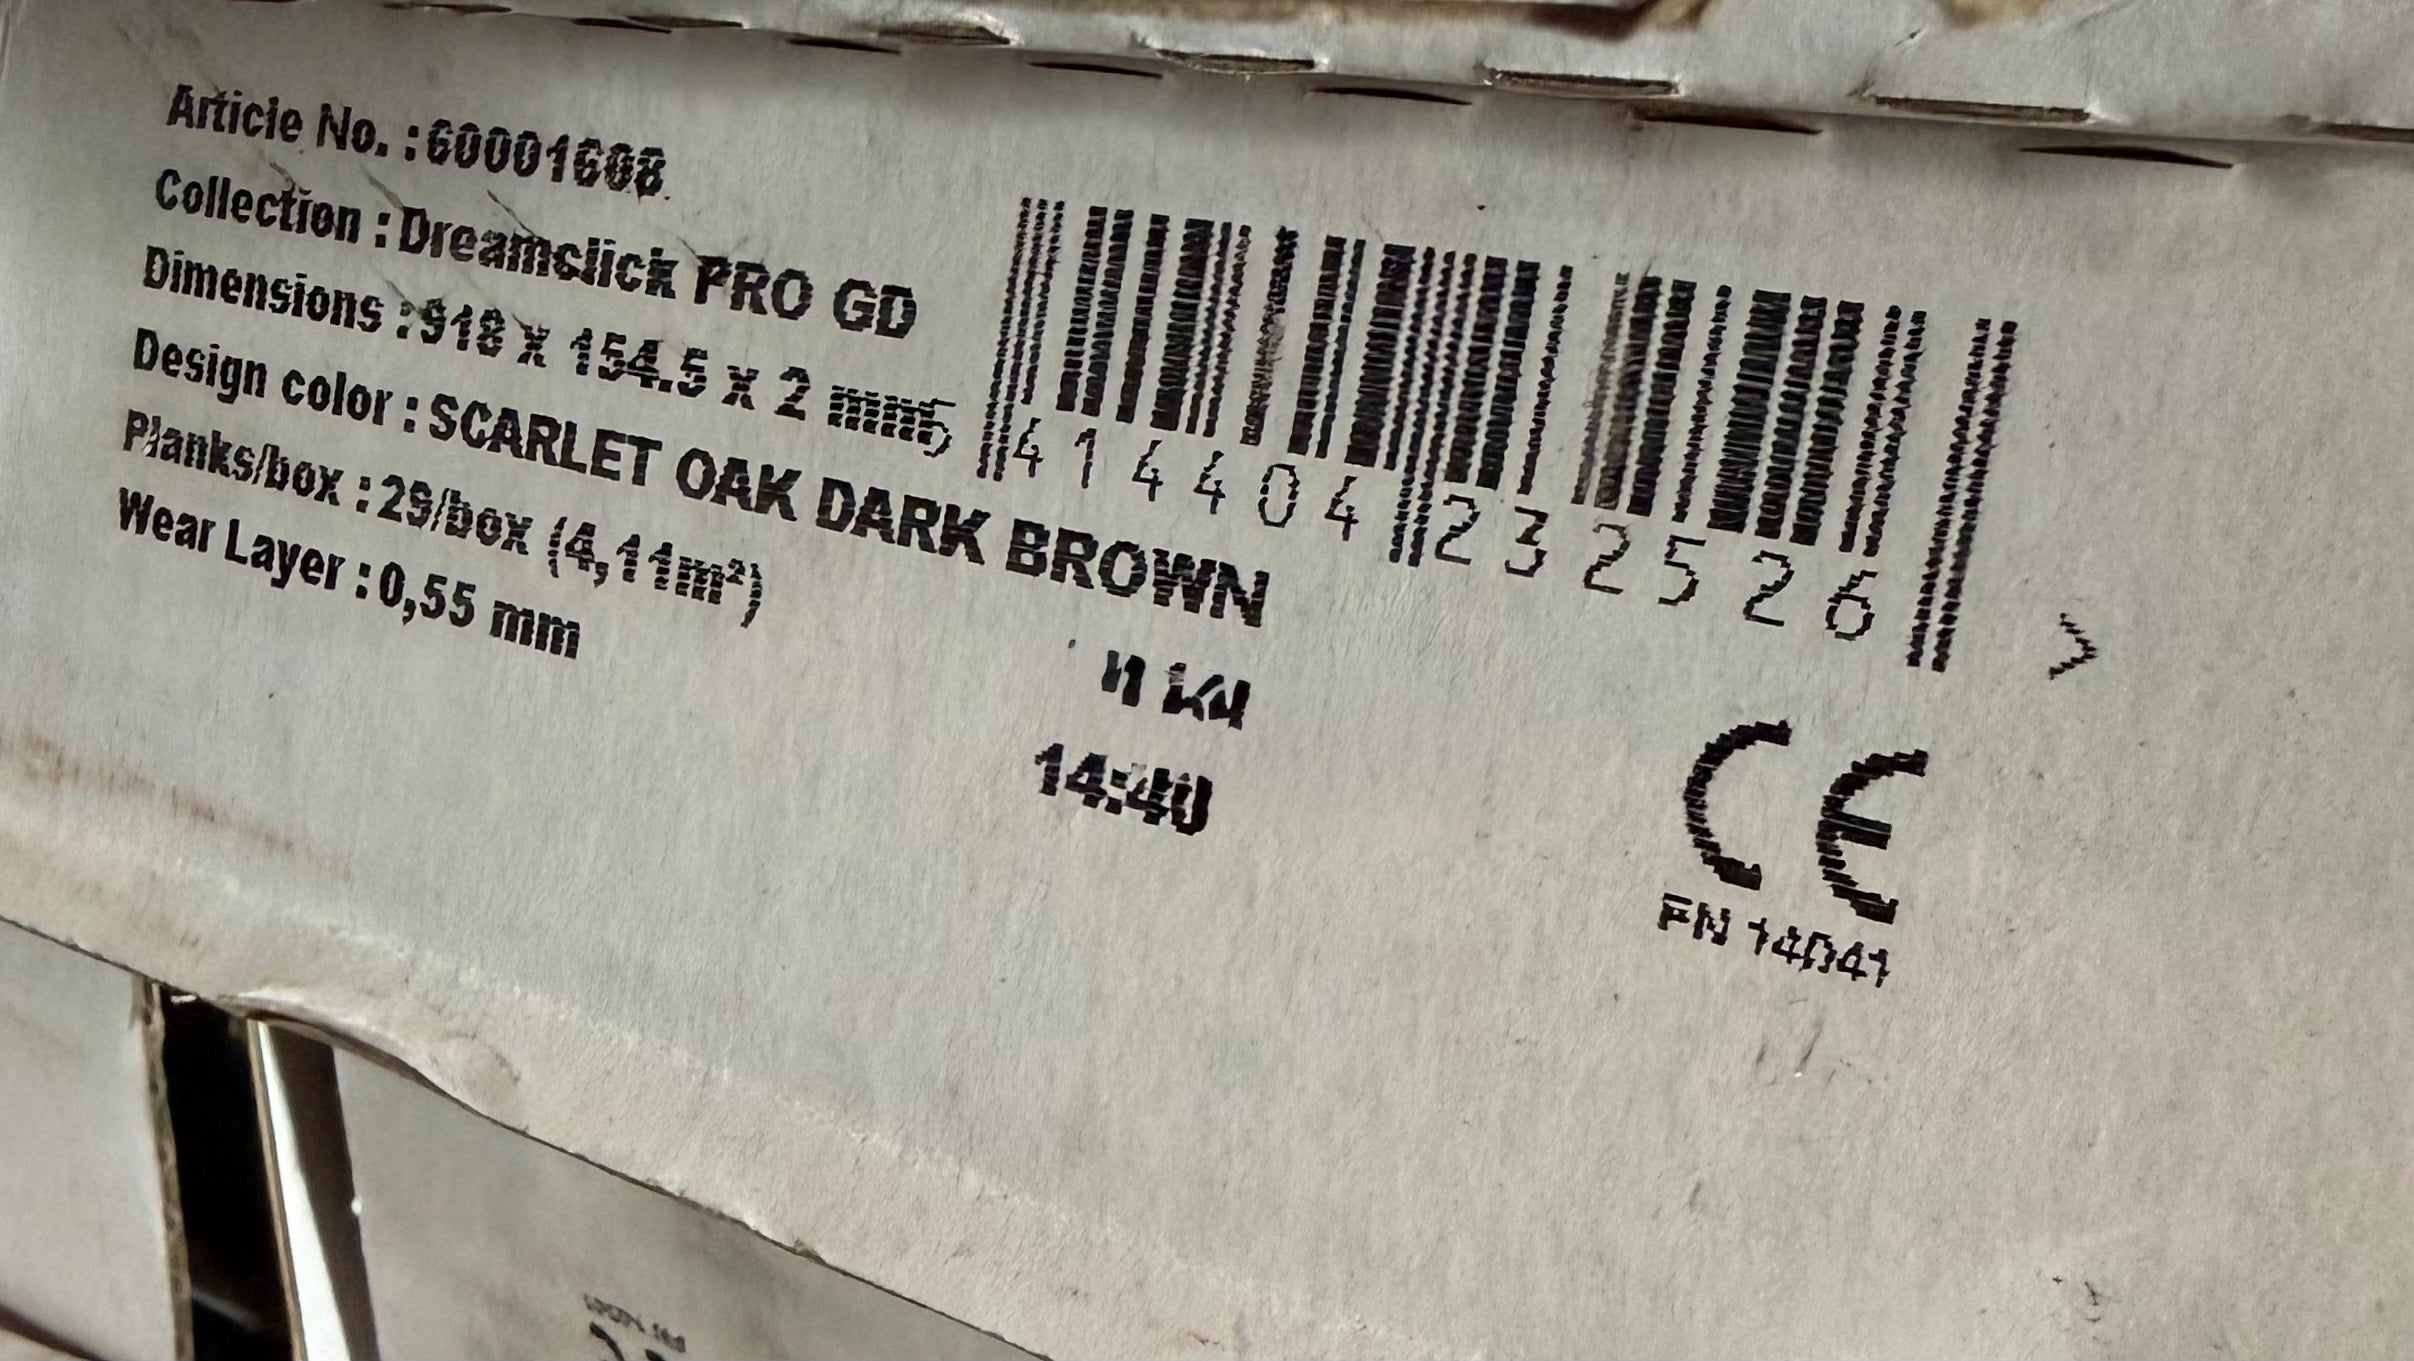 Article No. : 60001608
Collection : Dreamclick PRO GD
Dimensions : 918 x 154.5 x 2 mm
Design color : SCARLET OAK DARK BROWN
Planks/box : 29/box (4,11m²)
Wear Layer : 0,55 mm
5 414404 232526 >
14:40
CE
EN 14041